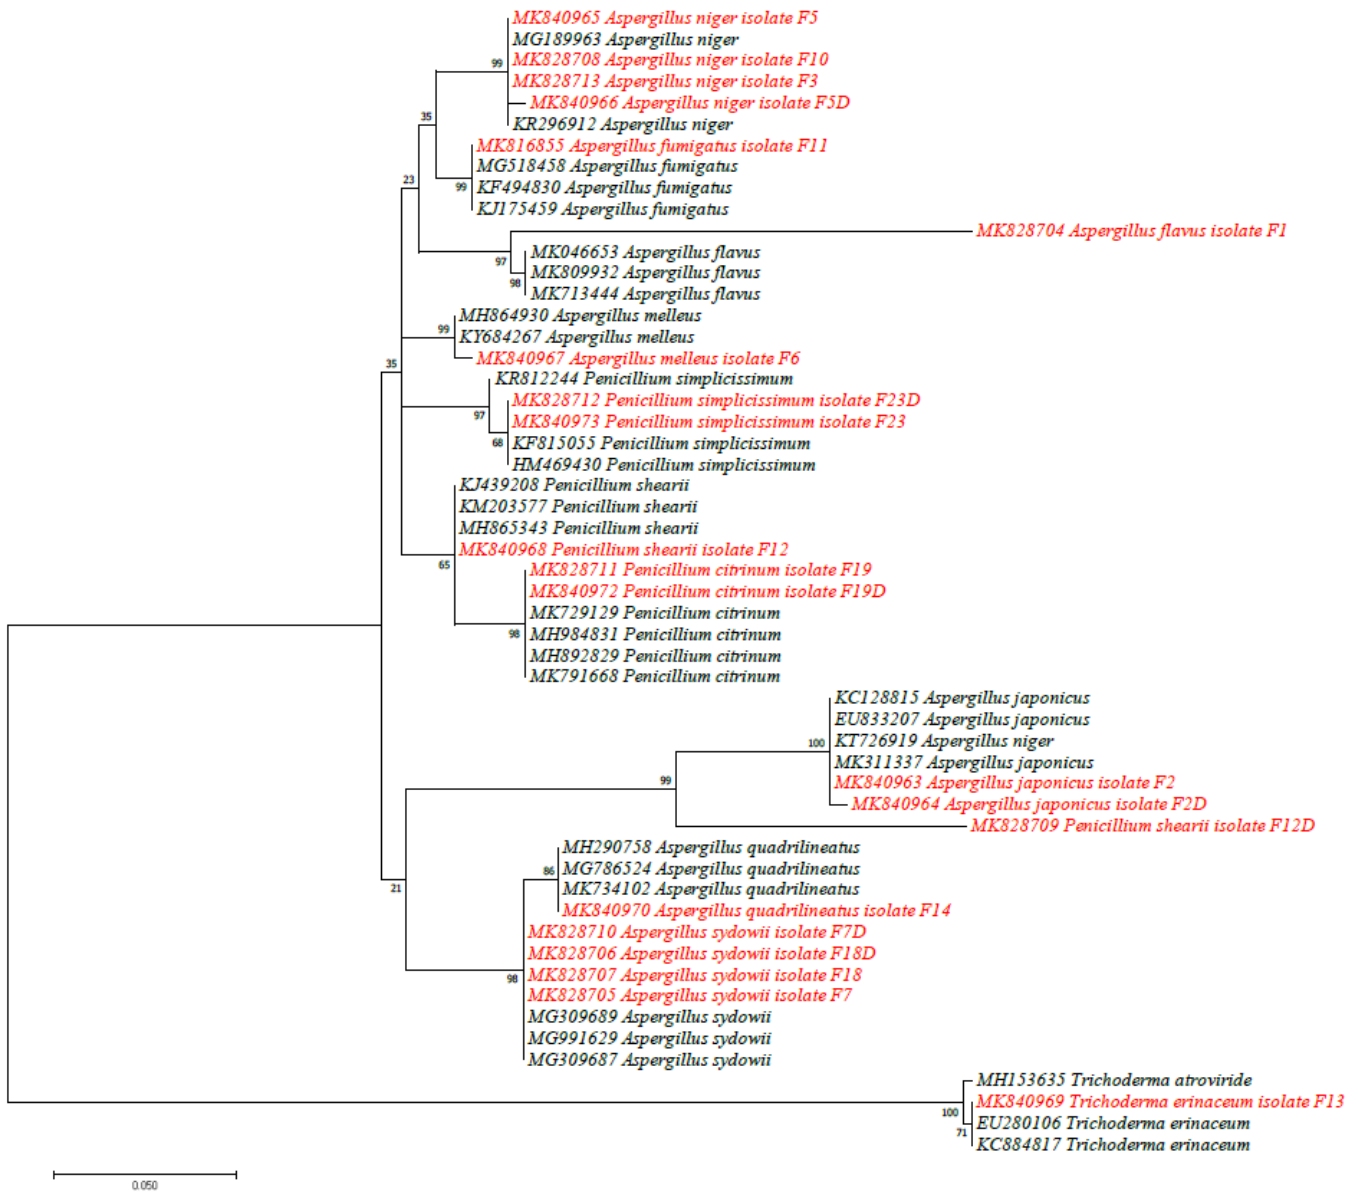 MK840965 Aspergillus niger isolate F5
MG189963 Aspergillus niger
99
MK828708 Aspergillus niger isolate F10
MK828713 Aspergillus niger isolate F3
MK840966 Aspergillus niger isolate F5D
35
KR296912 Aspergillus niger
MK816855 Aspergillus fumigatus isolate F11
MG518458 Aspergillus fumigatus
23
99
KF494830 Aspergillus fumigatus
KJ175459 Aspergillus fumigatus
MK828704 Aspergillus flavus isolate F1
97
MK046653 Aspergillus flavus
MK809932 Aspergillus flavus
98
MK713444 Aspergillus flavus
MH864930 Aspergillus melleus
99
KY684267 Aspergillus melleus
35
MK840967 Aspergillus melleus isolate F6
KR812244 Penicillium simplicissimum
MK828712 Penicillium simplicissimum isolate F23D
97
MK840973 Penicillium simplicissimum isolate F23
68
KF815055 Penicillium simplicissimum
HM469430 Penicillium simplicissimum
KJ439208 Penicillium shearii
KM203577 Penicillium shearii
MH865343 Penicillium shearii
MK840968 Penicillium shearii isolate F12
65
MK828711 Penicillium citrinum isolate F19
MK840972 Penicillium citrinum isolate F19D
MK729129 Penicillium citrinum
98
MH984831 Penicillium citrinum
MH892829 Penicillium citrinum
MK791668 Penicillium citrinum
KC128815 Aspergillus japonicus
EU833207 Aspergillus japonicus
100
KT726919 Aspergillus niger
MK311337 Aspergillus japonicus
99
MK840963 Aspergillus japonicus isolate F2
MK840964 Aspergillus japonicus isolate F2D
MK828709 Penicillium shearii isolate F12D
MH290758 Aspergillus quadrilineatus
86
MG786524 Aspergillus quadrilineatus
21
MK734102 Aspergillus quadrilineatus
MK840970 Aspergillus quadrilineatus isolate F14
MK828710 Aspergillus sydowii isolate F7D
MK828706 Aspergillus sydowii isolate F18D
98
MK828707 Aspergillus sydowii isolate F18
MK828705 Aspergillus sydowii isolate F7
MG309689 Aspergillus sydowii
MG991629 Aspergillus sydowii
MG309687 Aspergillus sydowii
MH153635 Trichoderma atroviride
MK840969 Trichoderma erinaceum isolate F13
100
EU280106 Trichoderma erinaceum
71
KC884817 Trichoderma erinaceum
0.050